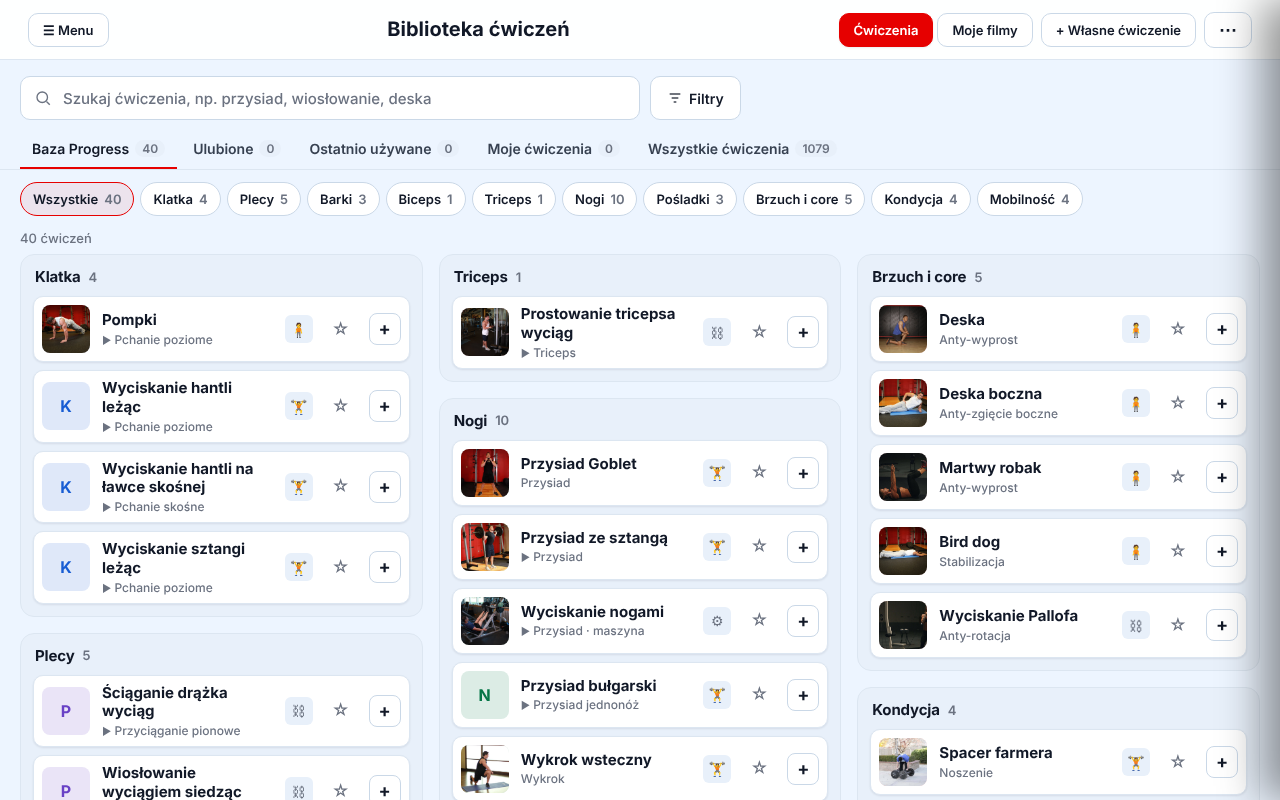 ☰ Menu
Biblioteka ćwiczeń
Ćwiczenia
Moje filmy
+ Własne ćwiczenie
⋯
Szukaj ćwiczenia, np. przysiad, wiosłowanie, deska
Filtry
Baza Progress 40
Ulubione 0
Ostatnio używane 0
Moje ćwiczenia 0
Wszystkie ćwiczenia 1079
Wszystkie 40
Klatka 4
Plecy 5
Barki 3
Biceps 1
Triceps 1
Nogi 10
Pośladki 3
Brzuch i core 5
Kondycja 4
Mobilność 4
40 ćwiczeń
Klatka 4
Pompki
▶ Pchanie poziome
K
Wyciskanie hantli
leżąc
▶ Pchanie poziome
K
Wyciskanie hantli na
ławce skośnej
▶ Pchanie skośne
K
Wyciskanie sztangi
leżąc
▶ Pchanie poziome
Plecy 5
P
Ściąganie drążka
wyciąg
▶ Przyciąganie pionowe
P
Wiosłowanie
wyciągiem siedząc
Triceps 1
Prostowanie tricepsa
wyciąg
▶ Triceps
Nogi 10
Przysiad Goblet
Przysiad
Przysiad ze sztangą
▶ Przysiad
Wyciskanie nogami
▶ Przysiad · maszyna
N
Przysiad bułgarski
▶ Przysiad jednonóż
Wykrok wsteczny
Wykrok
Brzuch i core 5
Deska
Anty-wyprost
Deska boczna
Anty-zgięcie boczne
Martwy robak
Anty-wyprost
Bird dog
Stabilizacja
Wyciskanie Pallofa
Anty-rotacja
Kondycja 4
Spacer farmera
Noszenie